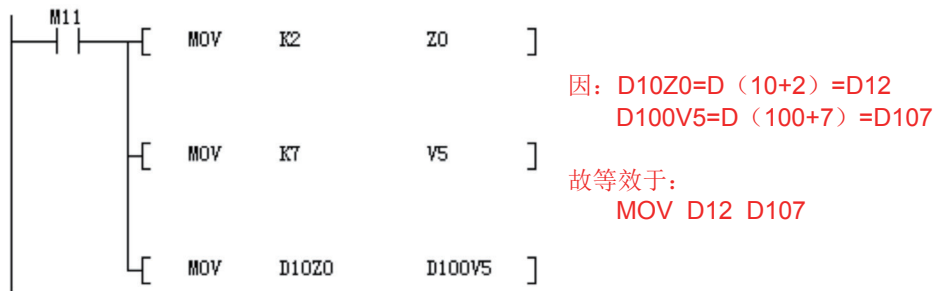 M11
MOV K2 Z0
因：D10Z0=D（10+2）=D12
D100V5=D（100+7）=D107
MOV K7 V5
故等效于：
MOV D12 D107
MOV D10Z0 D100V5